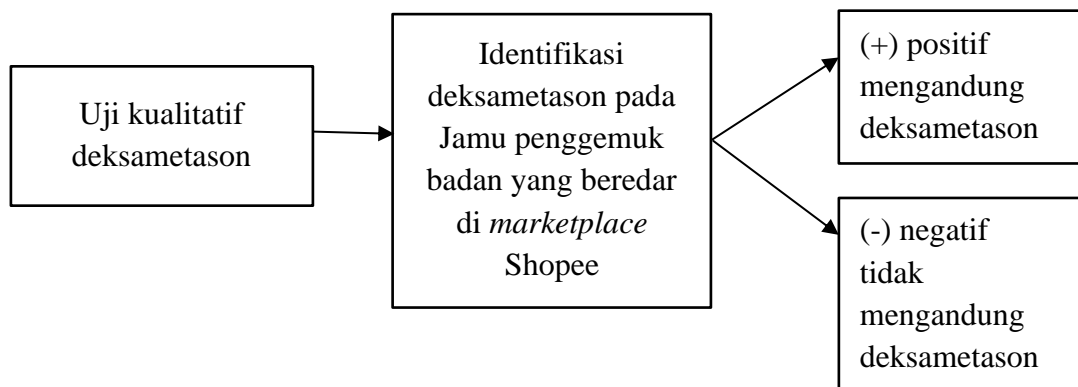 Uji kualitatif
deksametason
Identifikasi
deksametason pada
Jamu penggemuk
badan yang beredar
di marketplace
Shopee
(+) positif
mengandung
deksametason
(-) negatif
tidak
mengandung
deksametason